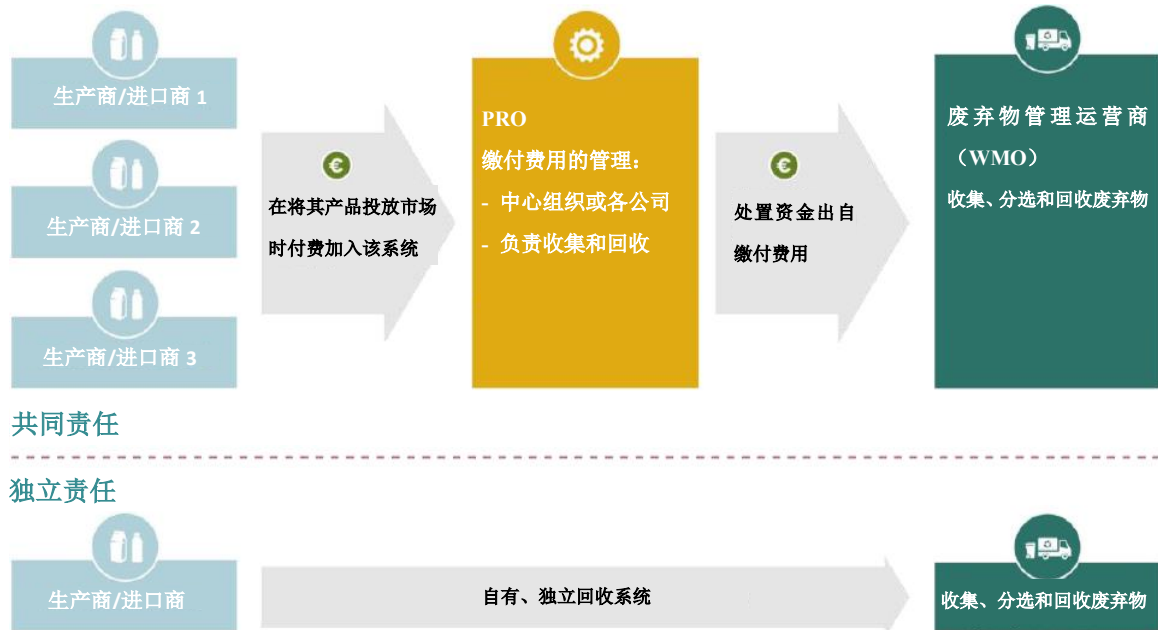 生产商/进口商 1
生产商/进口商 2
生产商/进口商 3
在将其产品投放市场
时付费加入该系统
PRO
缴付费用的管理：
- 中心组织或各公司
- 负责收集和回收
处置资金出自
缴付费用
废弃物管理运营商
（WMO）
收集、分选和回收废弃物
共同责任
独立责任
生产商/进口商
自有、独立回收系统
收集、分选和回收废弃物